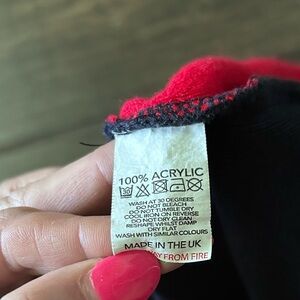 100% ACRYLIC
30
WASH AT 30 DEGREES
DO NOT BLEACH
DO NOT TUMBLE DRY
COOL IRON ON REVERSE
DO NOT DRY CLEAN
RESHAPE WHILST DAMP
DRY FLAT
WASH WITH SIMILAR COLOURS
MADE IN THE UK
FROM FIRE